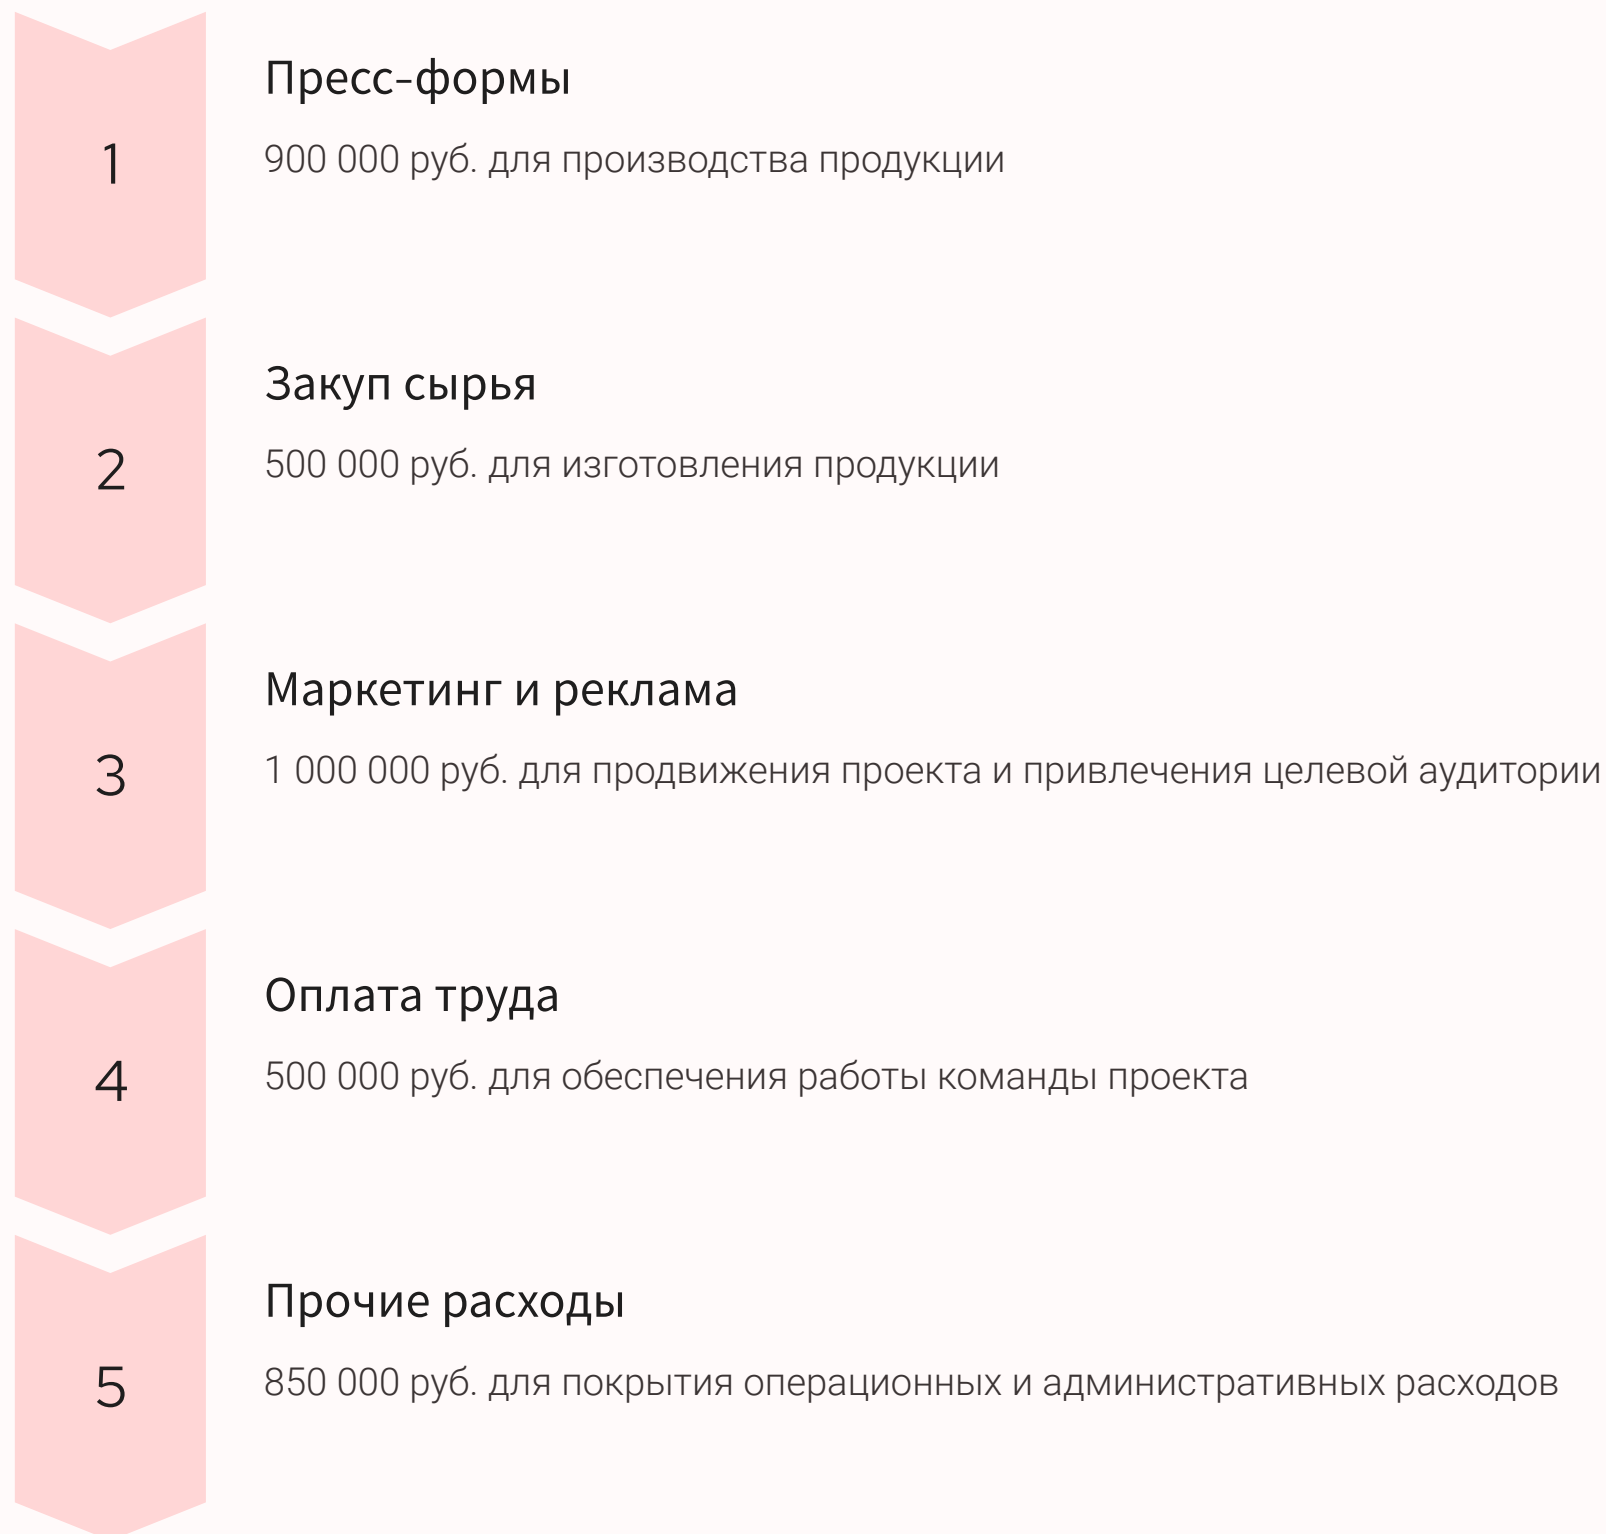 1
Пресс-формы
900 000 руб. для производства продукции
2
Закуп сырья
500 000 руб. для изготовления продукции
3
Маркетинг и реклама
1 000 000 руб. для продвижения проекта и привлечения целевой аудитории
4
Оплата труда
500 000 руб. для обеспечения работы команды проекта
5
Прочие расходы
850 000 руб. для покрытия операционных и административных расходов